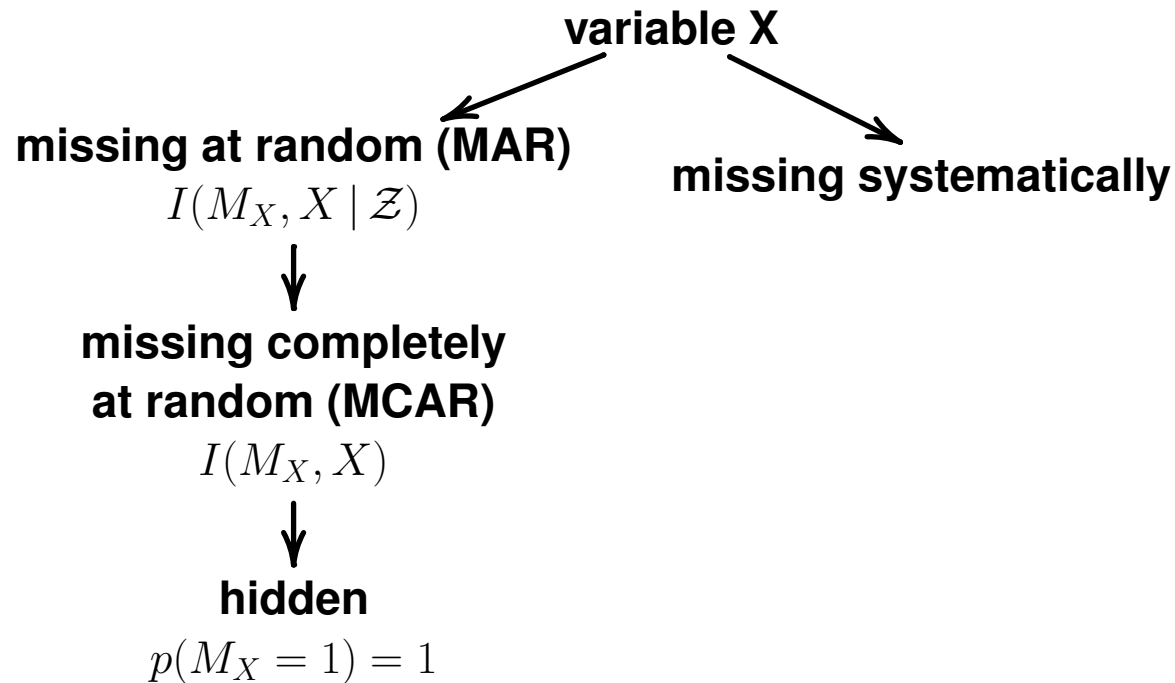 variable X
missing at random (MAR)
I(M_X, X | 𝒵)
missing systematically
missing completely
at random (MCAR)
I(M_X, X)
hidden
p(M_X = 1) = 1